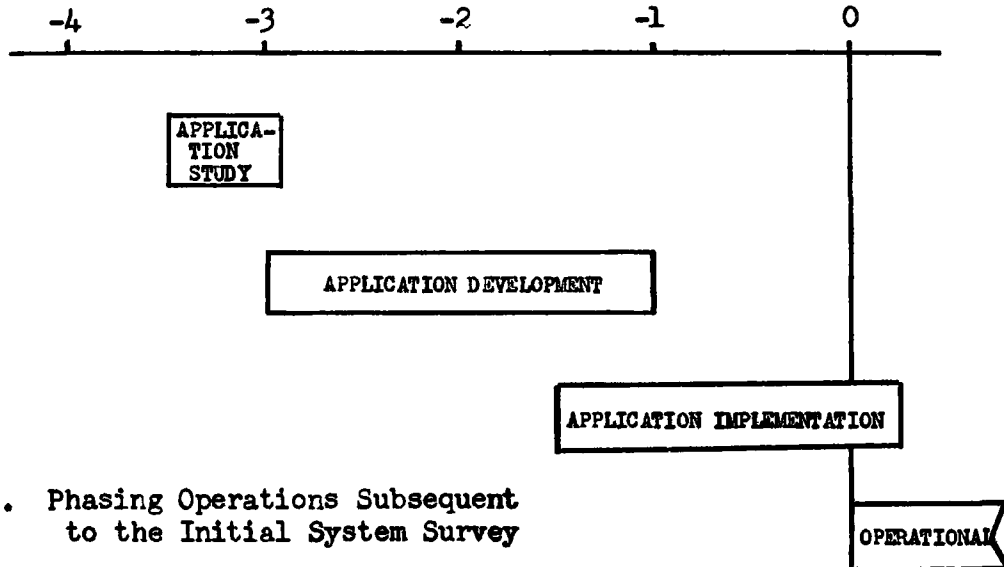 -4 -3 -2 -1 0
APPLICA-
TION
STUDY
APPLICATION DEVELOPMENT
APPLICATION IMPLEMENTATION
. Phasing Operations Subsequent
to the Initial System Survey
OPERATIONAL